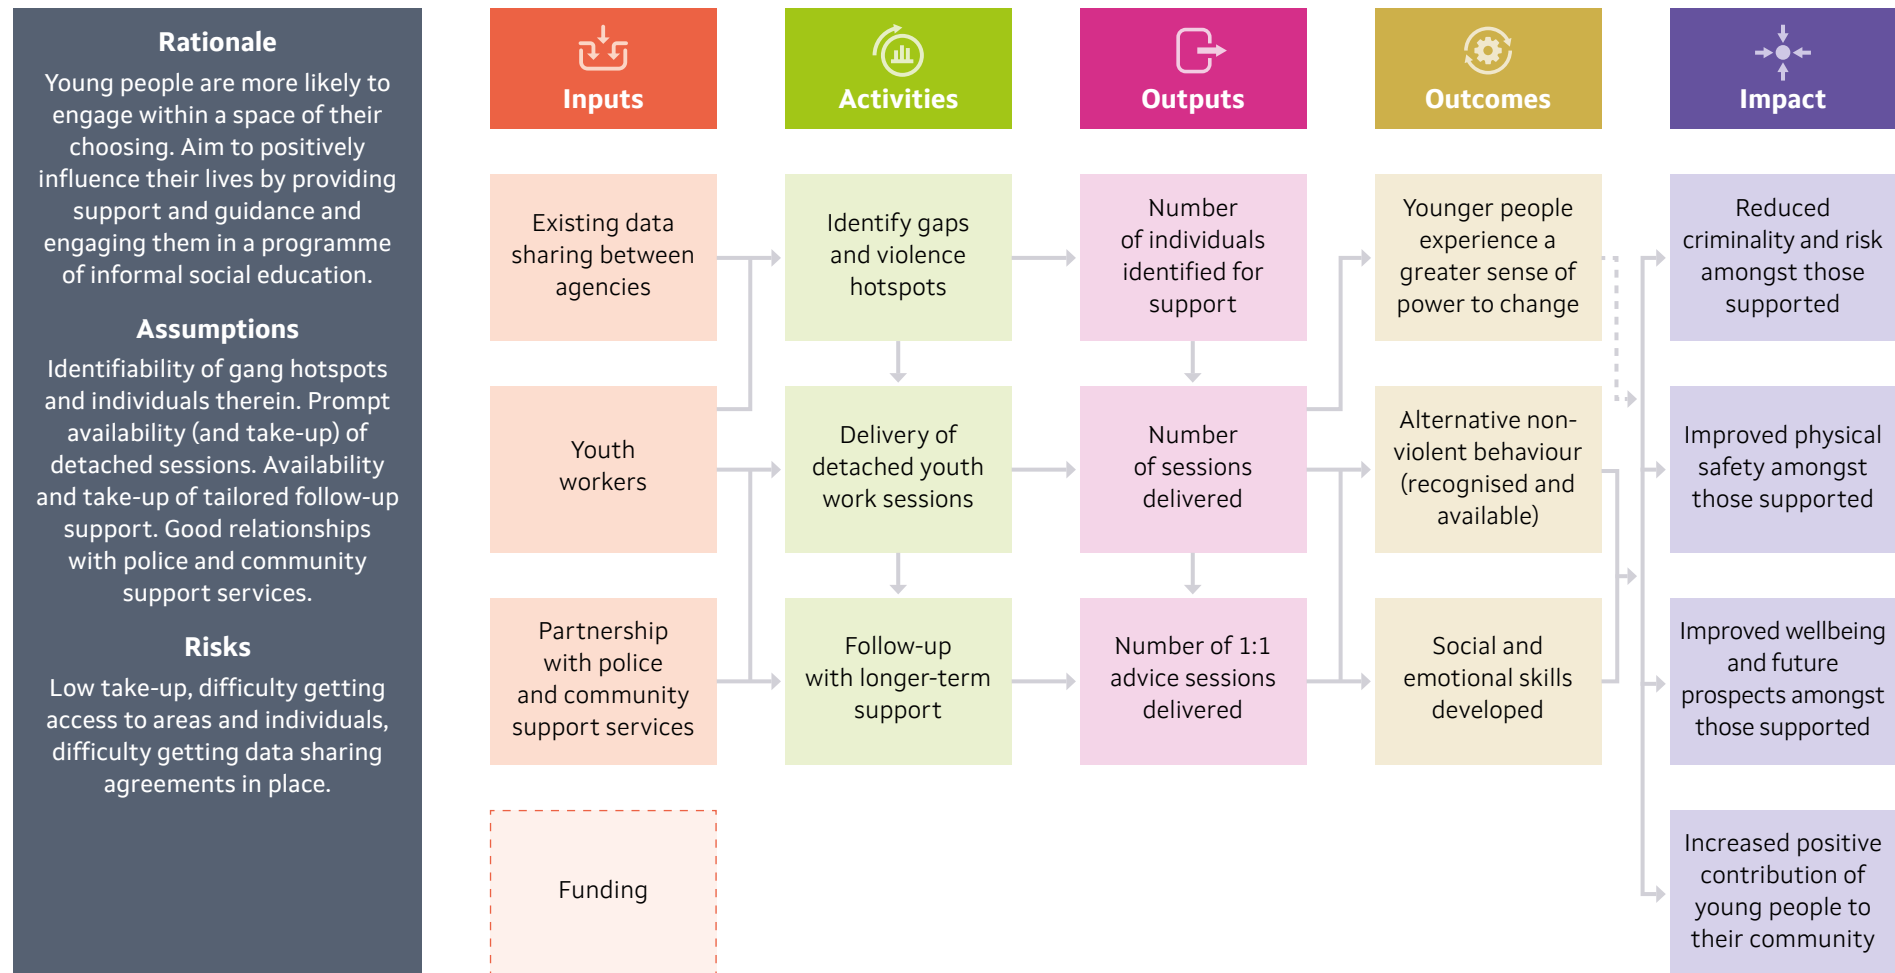 Rationale
Young people are more likely to
engage within a space of their
choosing. Aim to positively
influence their lives by providing
support and guidance and
engaging them in a programme
of informal social education.
Assumptions
Identifiability of gang hotspots
and individuals therein. Prompt
availability (and take-up) of
detached sessions. Availability
and take-up of tailored follow-up
support. Good relationships
with police and community
support services.
Risks
Low take-up, difficulty getting
access to areas and individuals,
difficulty getting data sharing
agreements in place.
Inputs
Existing data
sharing between
agencies
Youth
workers
Partnership
with police
and community
support services
Funding
Activities
Identify gaps
and violence
hotspots
Delivery of
detached youth
work sessions
Follow-up
with longer-term
support
Outputs
Number
of individuals
identified for
support
Number
of sessions
delivered
Number of 1:1
advice sessions
delivered
Outcomes
Younger people
experience a
greater sense of
power to change
Alternative non-
violent behaviour
(recognised and
available)
Social and
emotional skills
developed
Impact
Reduced
criminality and risk
amongst those
supported
Improved physical
safety amongst
those supported
Improved wellbeing
and future
prospects amongst
those supported
Increased positive
contribution of
young people to
their community